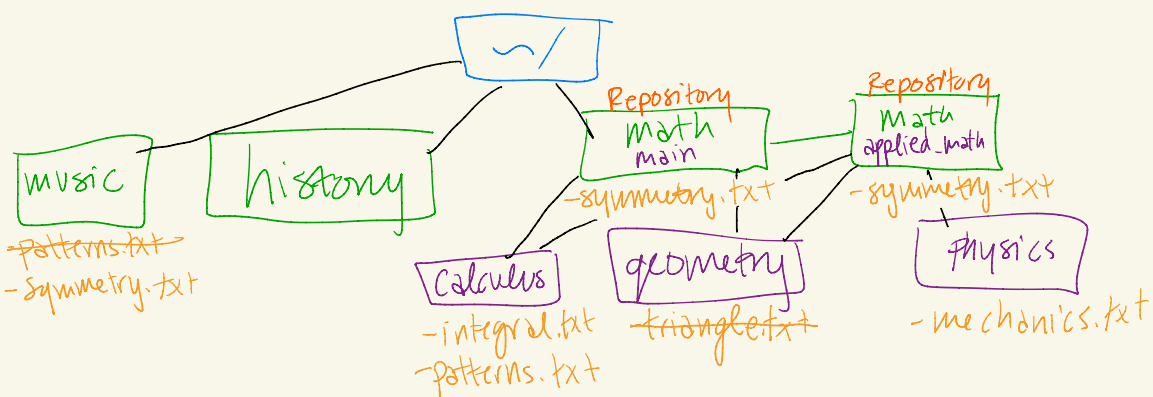 ~/
Repository
math
main
Repository
math
applied_math
music
history
-symmetry.txt
-symmetry.txt
-patterns.txt
-symmetry.txt
calculus
geometry
physics
-integral.txt
-patterns.txt
-triangle.txt
-mechanics.txt